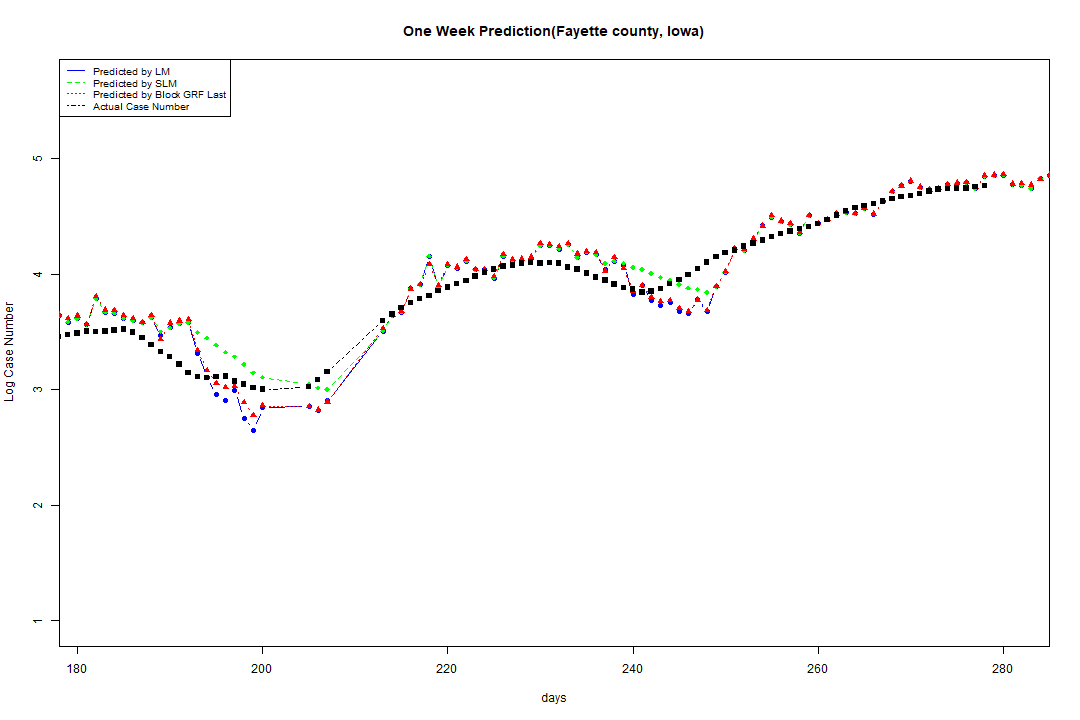 One Week Prediction(Fayette county, Iowa)
Predicted by LM
Predicted by SLM
Predicted by Block GRF Last
Actual Case Number
5
4
3
2
1
Log Case Number
180 200 220 240 260 280
days